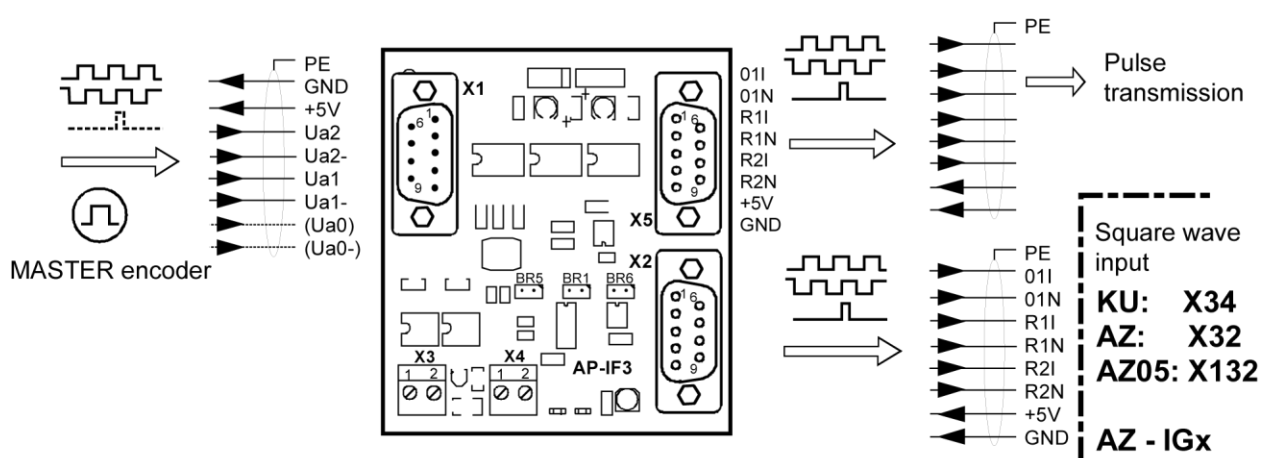 PE
GND
+5V
Ua2
Ua2-
Ua1
Ua1-
(Ua0)
(Ua0-)
MASTER encoder
X1
1
6
9
01I
01N
R1I
R1N
R2I
R2N
+5V
GND
1 6
9
X5
X2
1 6
9
BR5 BR1 BR6
X3 X4
1 2 1 2
AP-IF3
+
+
PE
Pulse
transmission
PE
01I
01N
R1I
R1N
R2I
R2N
+5V
GND
Square wave
input
KU: X34
AZ: X32
AZ05: X132
AZ - IGx